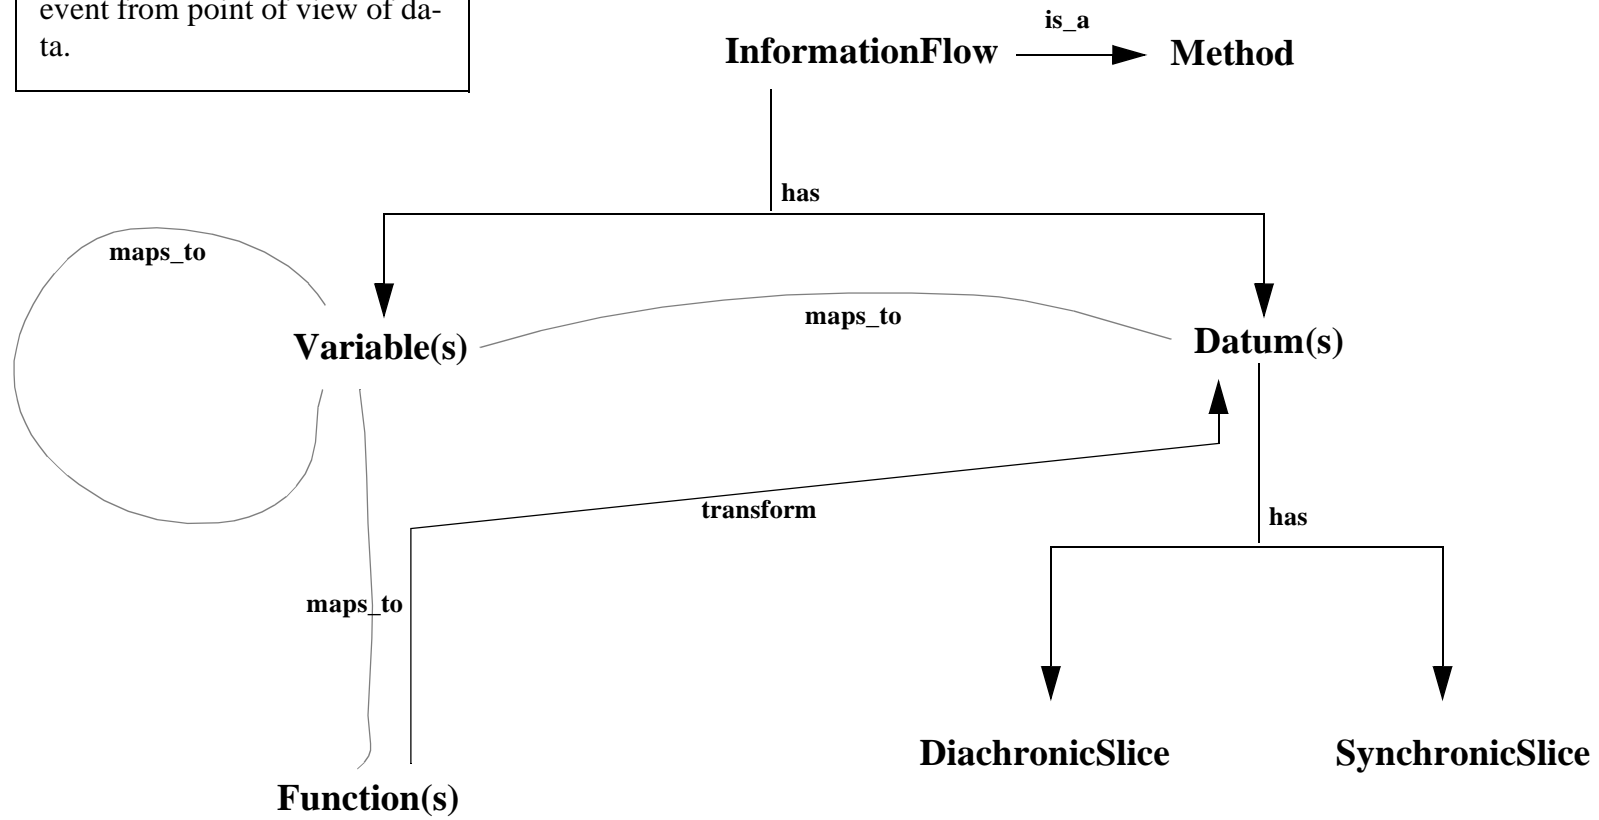 event from point of view of da-
ta.
is_a
InformationFlow
Method
has
maps_to
maps_to
Variable(s)
Datum(s)
transform
has
maps_to
DiachronicSlice
SynchronicSlice
Function(s)